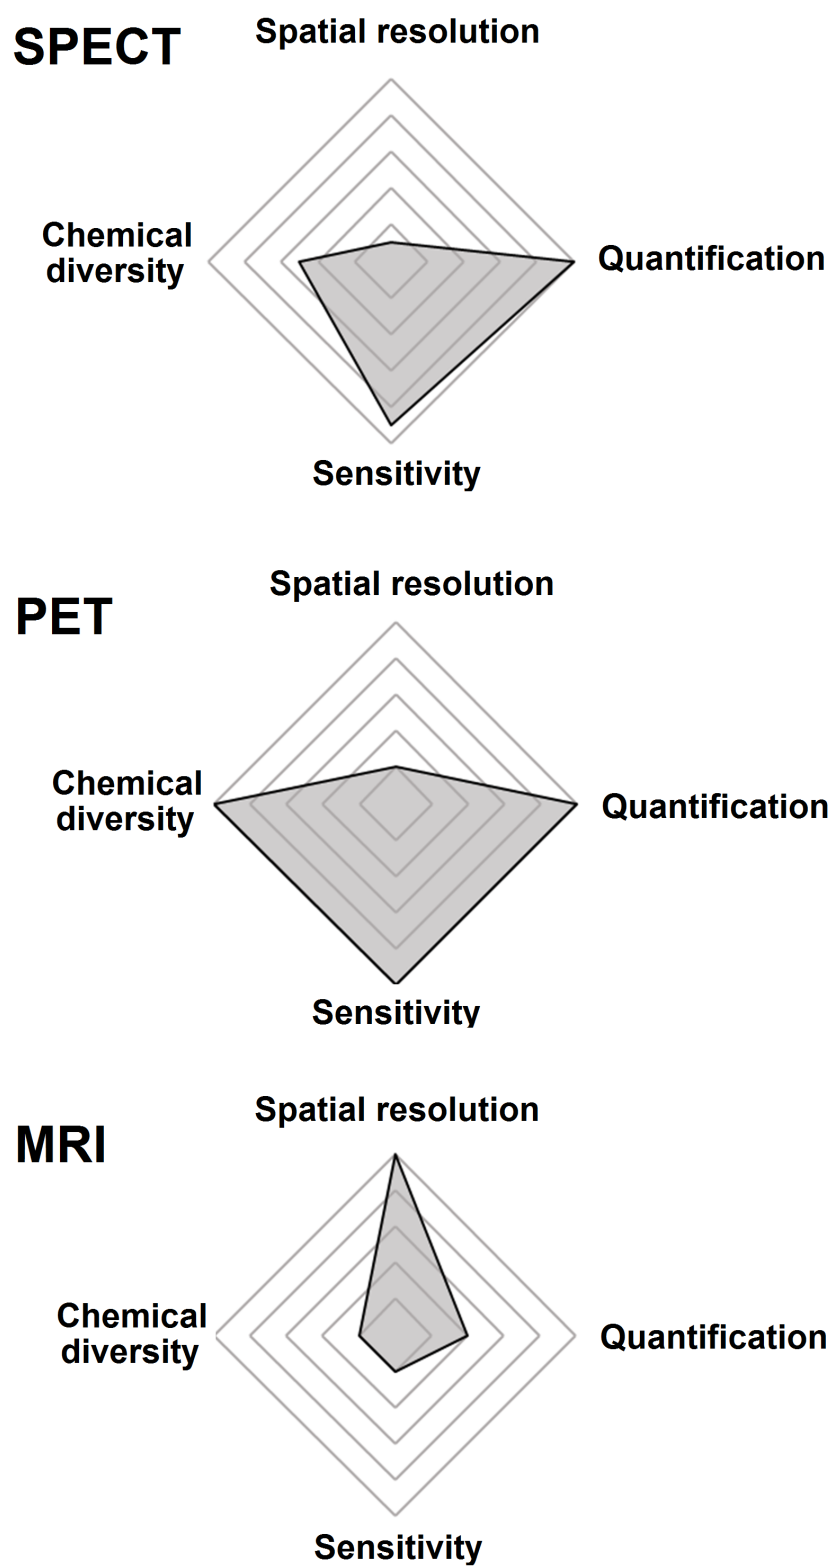 SPECT
Spatial resolution
Chemical
diversity
Quantification
Sensitivity
PET
Spatial resolution
Chemical
diversity
Quantification
Sensitivity
MRI
Spatial resolution
Chemical
diversity
Quantification
Sensitivity